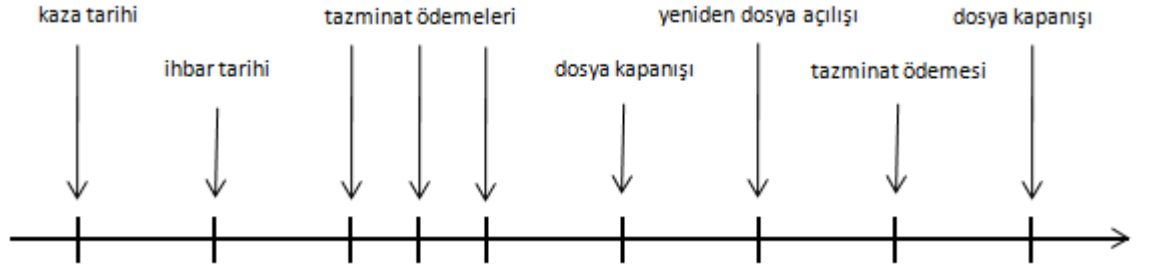 kaza tarihi
tazminat ödemeleri
yeniden dosya açılışı
dosya kapanışı
ihbar tarihi
dosya kapanışı
tazminat ödemesi